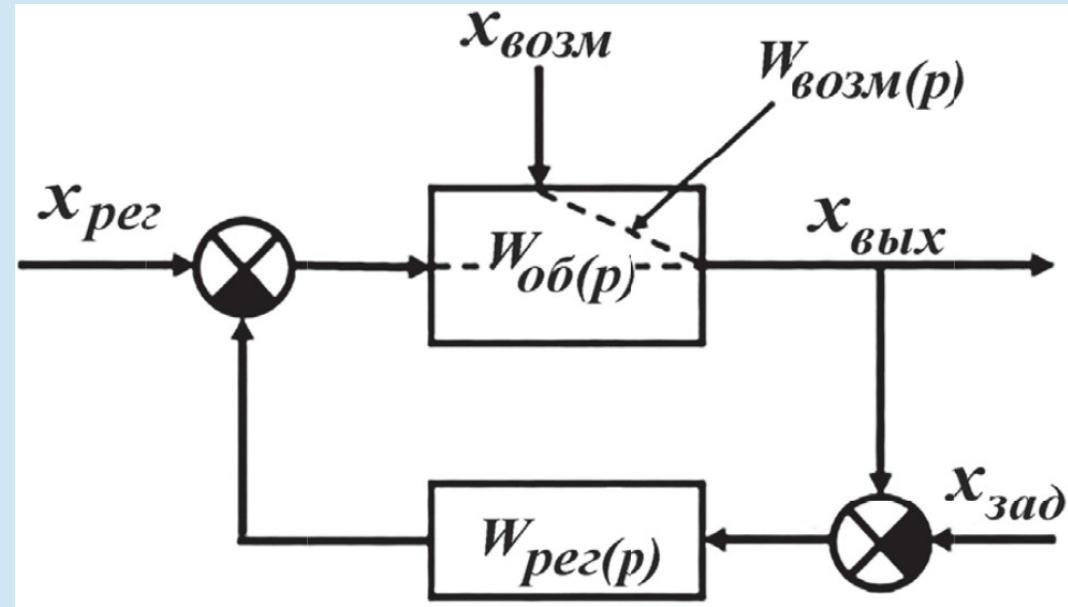 xвозм
Wвозм(p)
xрег
xвых
Wоб(p)
xзад
Wрег(p)